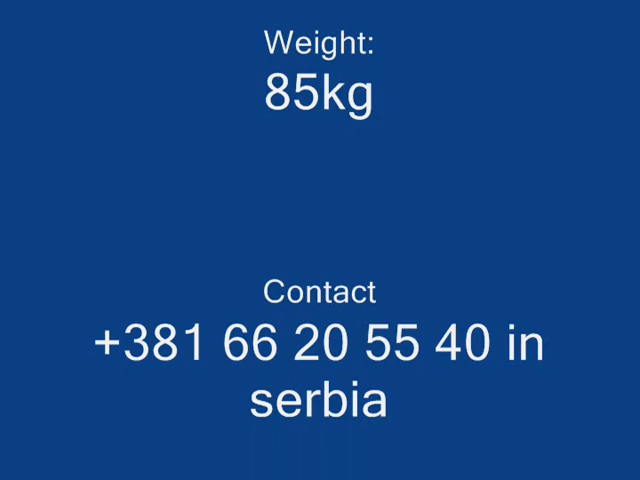 Weight:
85kg
Contact
+381 66 20 55 40 in
serbia